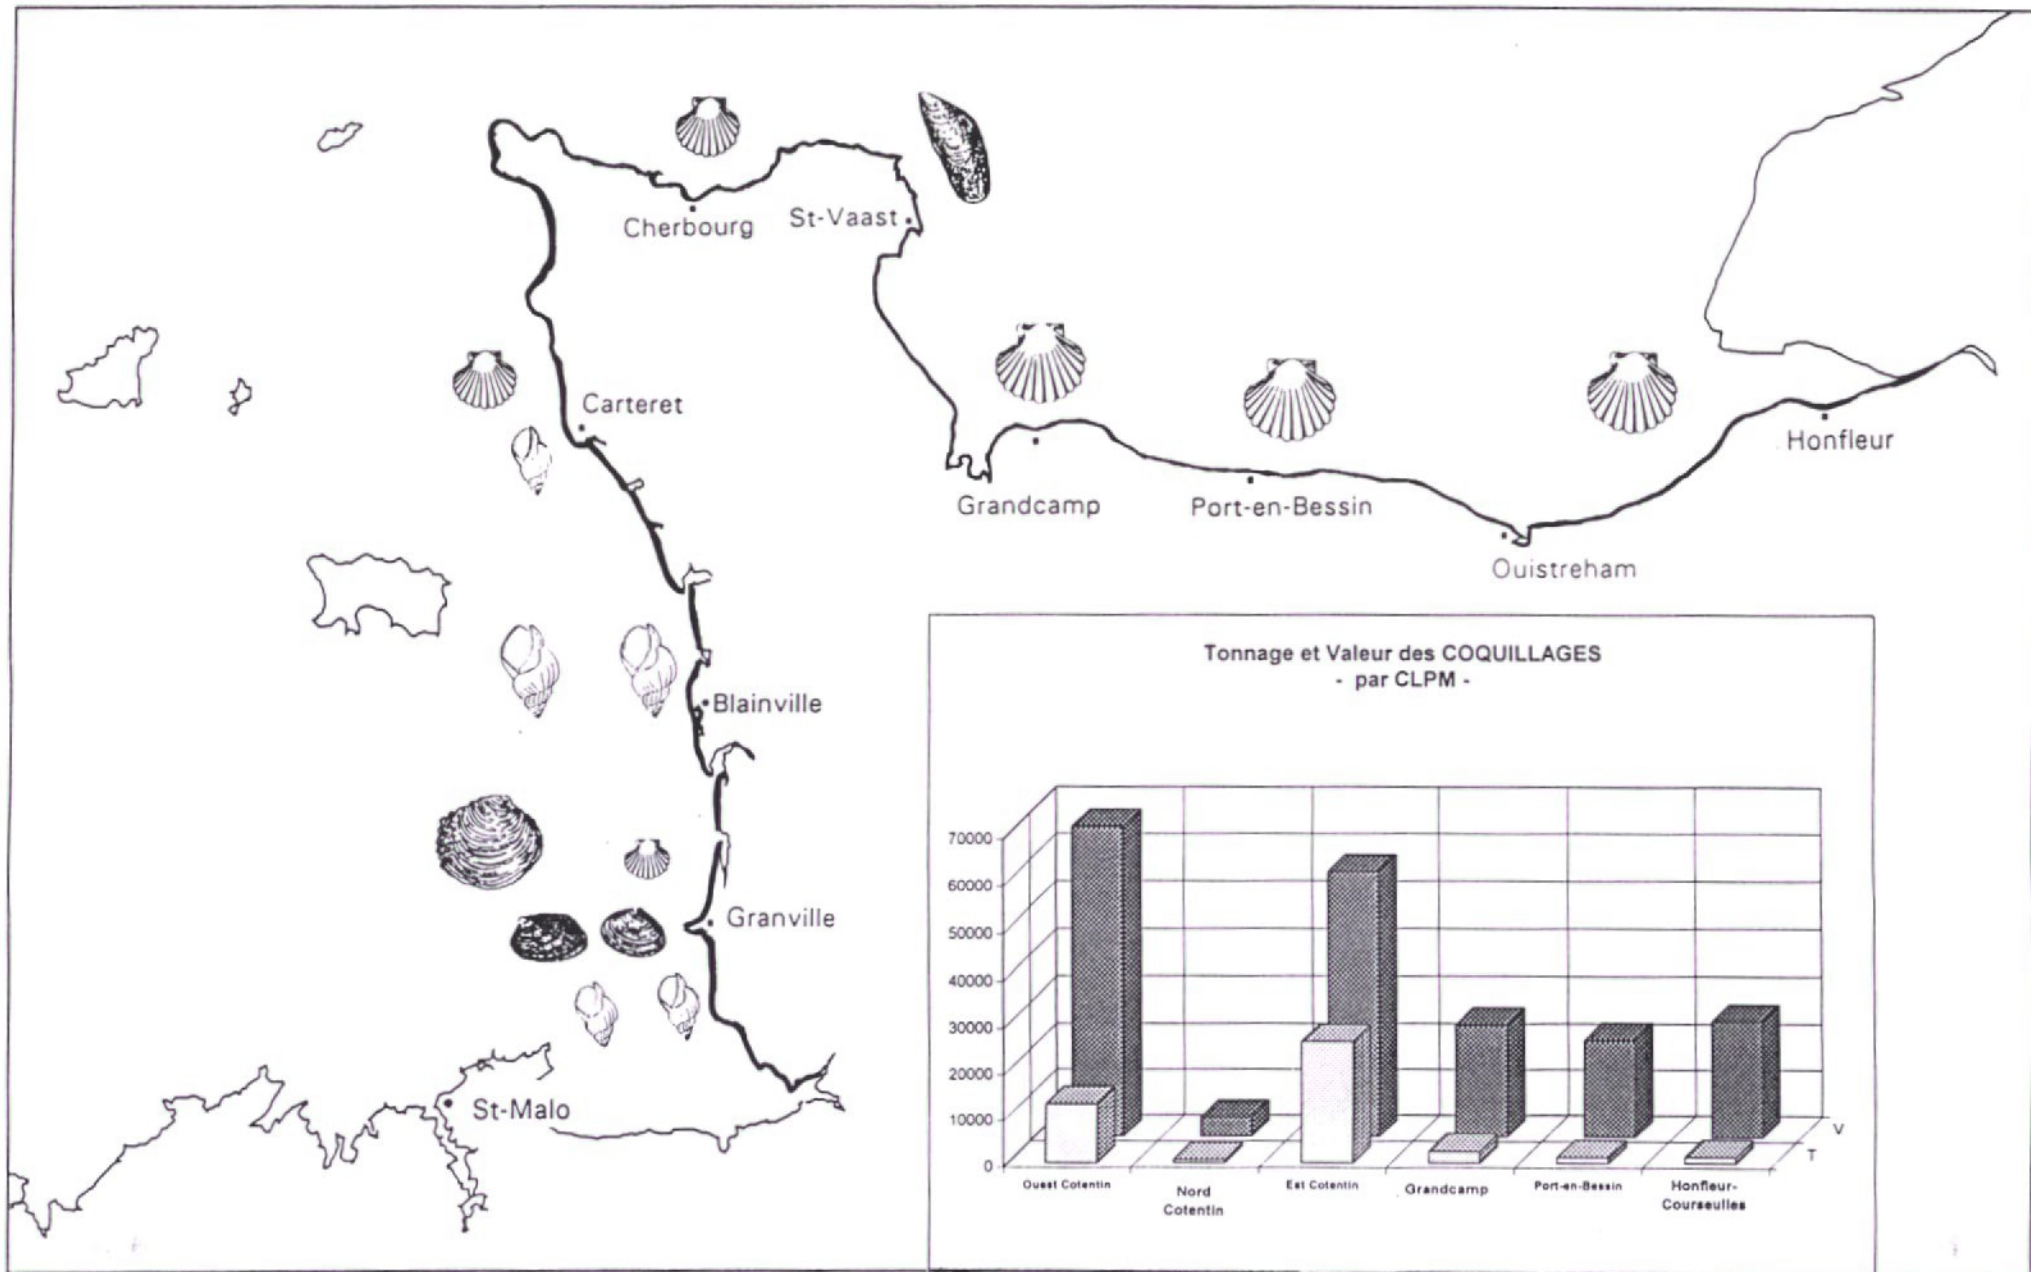 Cherbourg
St-Vaast
Carteret
Grandcamp
Port-en-Bessin
Honfleur
Ouistreham
Blainville
Granville
St-Malo
Tonnage et Valeur des COQUILLAGES
- par CLPM -
70000
60000
50000
40000
30000
20000
10000
0
V
T
Ouest Cotentin
Nord
Cotentin
Est Cotentin
Grandcamp
Port-en-Bessin
Honfleur-
Courseulles